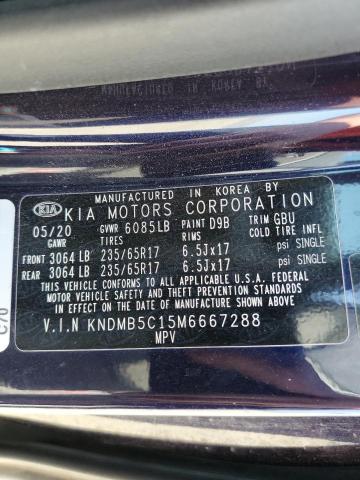 MANUFACTURED IN KOREA BY
KIA KIA MOTORS CORPORATION
05/20 GVWR 6085LB PAINT D9B TRIM GBU
GAWR TIRES RIMS COLD TIRE INFL
FRONT 3064 LB 235/65R17 6.5Jx17 psi SINGLE
REAR 3064 LB 235/65R17 6.5Jx17 psi SINGLE
THIS VEHICLE CONFORMS TO ALL APPLICABLE U.S.A. FEDERAL
MOTOR VEHICLE SAFETY, BUMPER, AND THEFT PREVENTION
STANDARDS IN EFFECT ON THE DATE OF MANUFACTURE SHOWN ABOVE.
V.I.N KNDMB5C15M6667288
MPV
C70